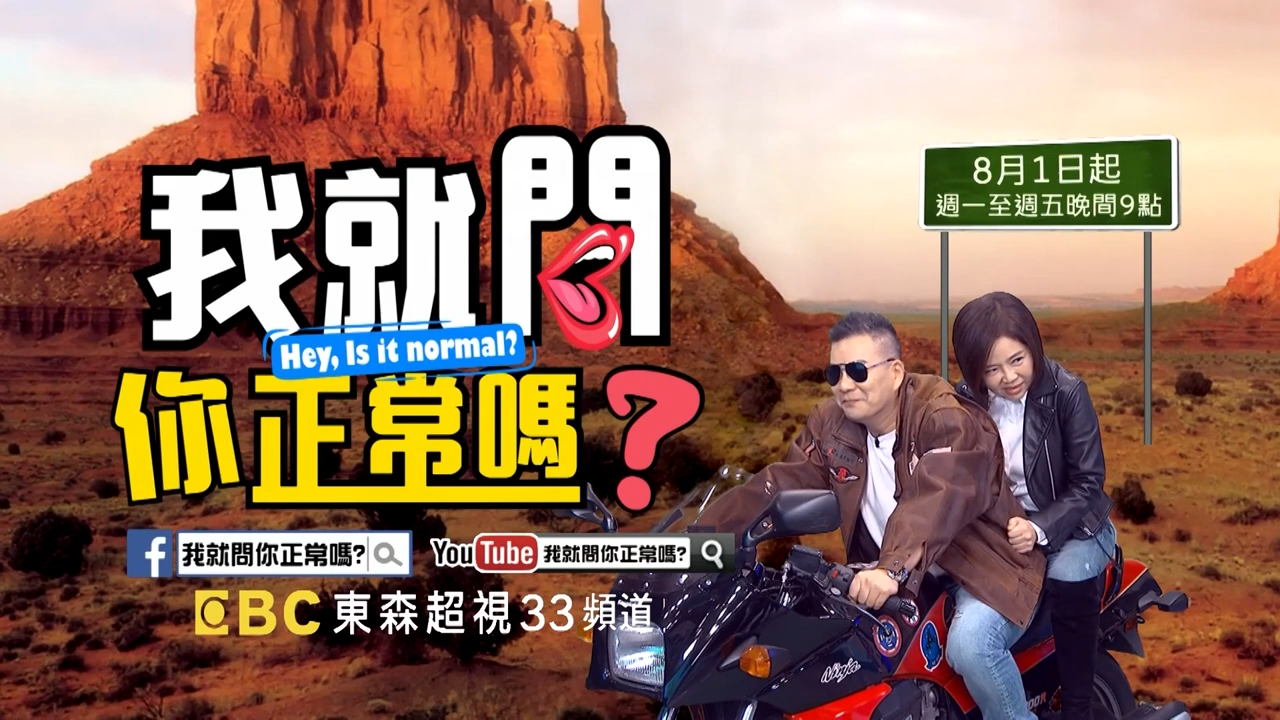 我就問
Hey, Is it normal?
你正常嗎?
8月1日起
週一至週五晚間9點
f 我就問你正常嗎?
YouTube 我就問你正常嗎?
EBC 東森超視33頻道
Ninja